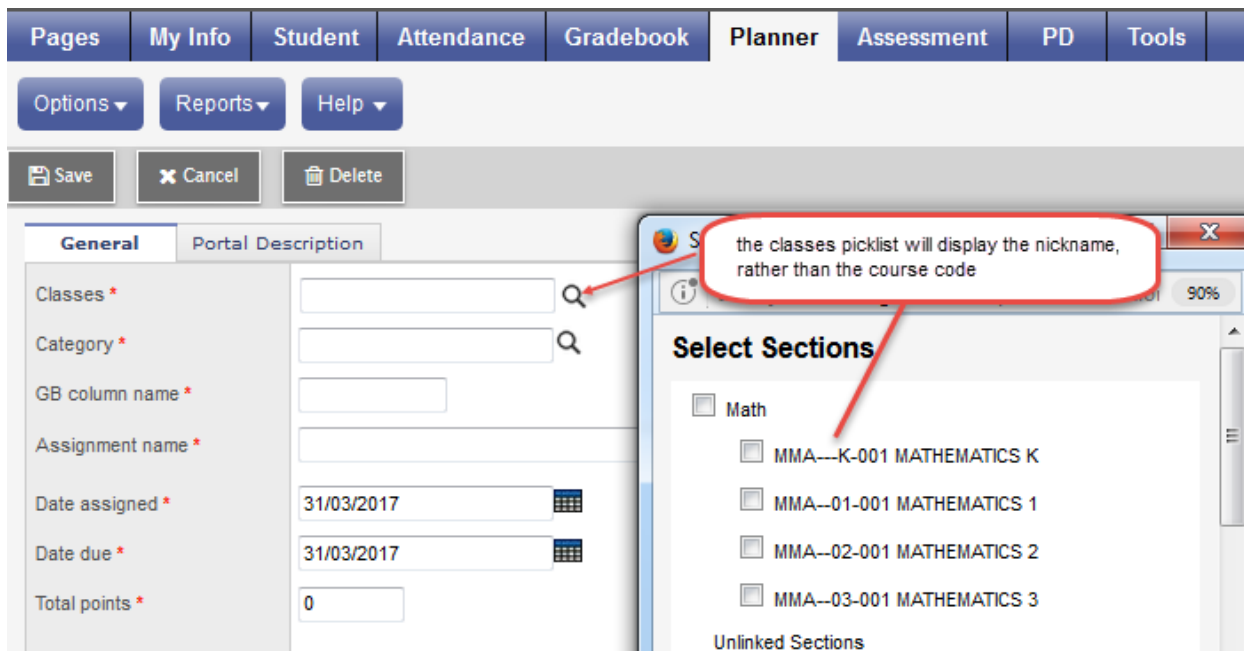 Pages My Info Student Attendance Gradebook Planner Assessment PD Tools
Options Reports Help
Save Cancel Delete
General Portal Description
Classes *
Category *
GB column name *
Assignment name *
Date assigned * 31/03/2017
Date due * 31/03/2017
Total points * 0
the classes picklist will display the nickname,
rather than the course code
90%
Select Sections
Math
MMA---K-001 MATHEMATICS K
MMA--01-001 MATHEMATICS 1
MMA--02-001 MATHEMATICS 2
MMA--03-001 MATHEMATICS 3
Unlinked Sections